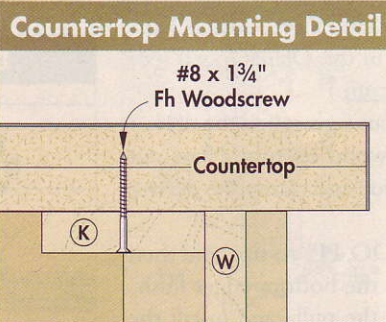 Countertop Mounting Detail
#8 x 1¾"
Fh Woodscrew
Countertop
K
W